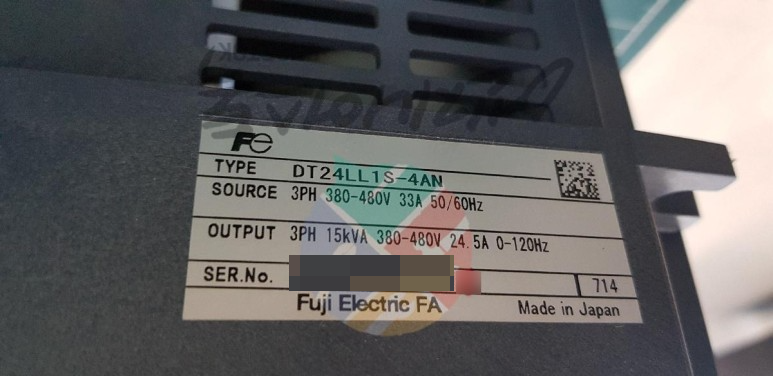 Fe
TYPE DT24LL1S-4AN
SOURCE 3PH 380-480V 33A 50/60Hz
OUTPUT 3PH 15kVA 380-480V 24.5A 0-120Hz
SER.No. 714
Fuji Electric FA Made in Japan